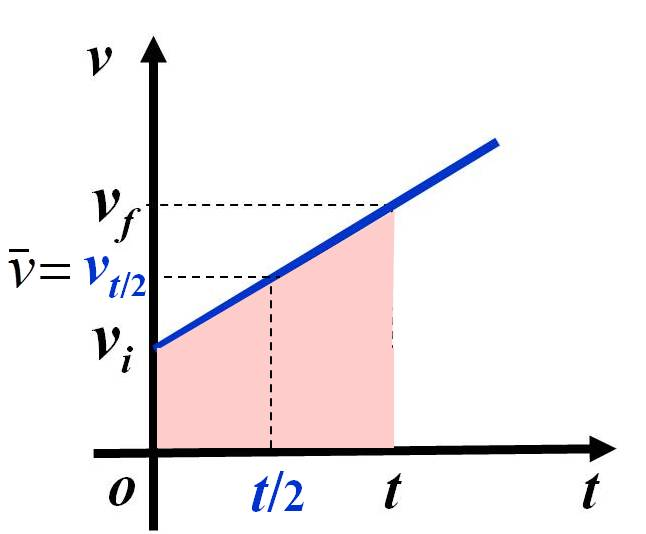 v
v_f
v̄ = v_t/2
v_i
o t/2 t t